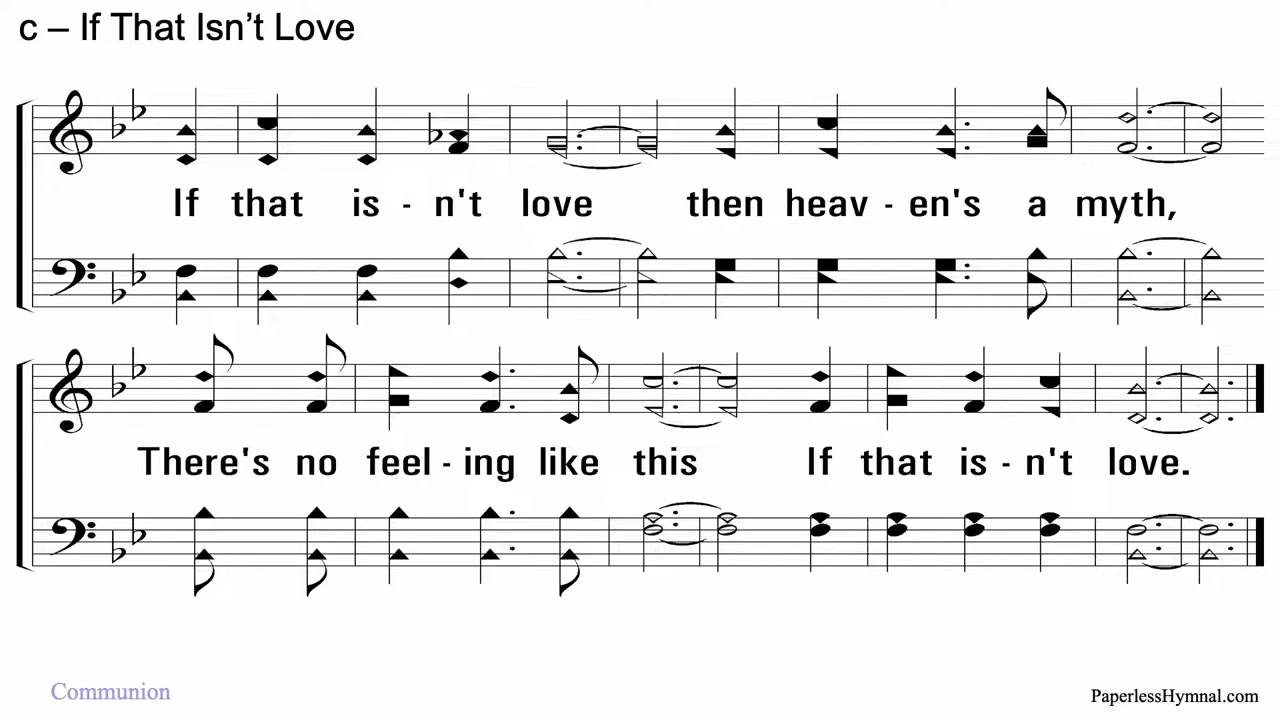 c – If That Isn’t Love
If that is - n't love then heav - en's a myth,
There's no feel - ing like this If that is - n't love.
Communion
PaperlessHymnal.com